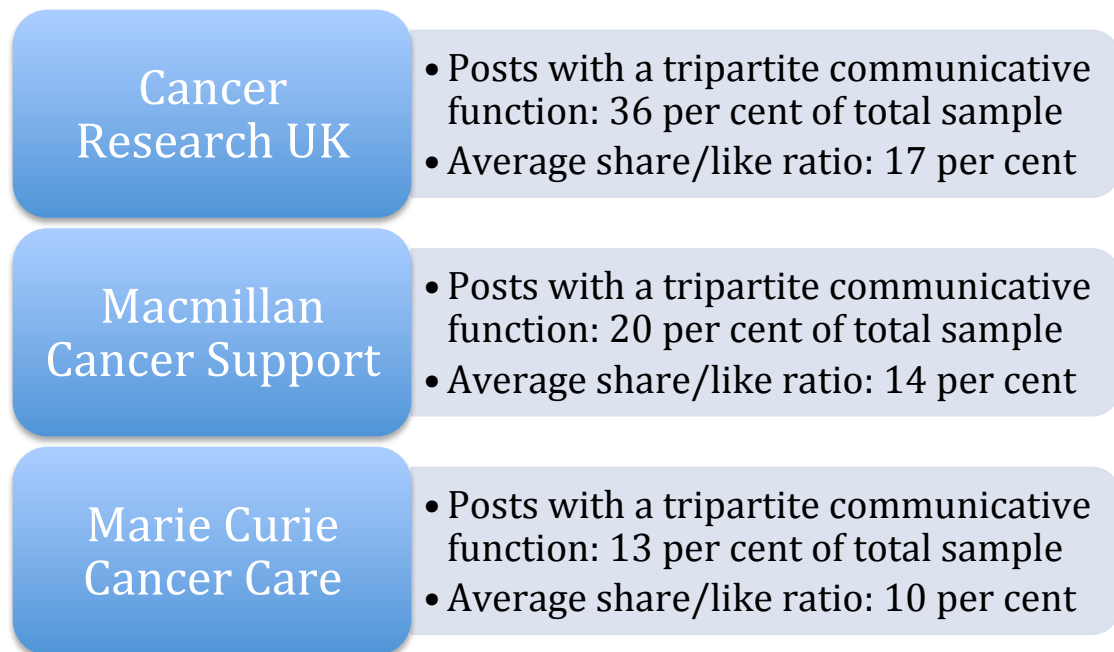 Cancer
Research UK
• Posts with a tripartite communicative
function: 36 per cent of total sample
• Average share/like ratio: 17 per cent
Macmillan
Cancer Support
• Posts with a tripartite communicative
function: 20 per cent of total sample
• Average share/like ratio: 14 per cent
Marie Curie
Cancer Care
• Posts with a tripartite communicative
function: 13 per cent of total sample
• Average share/like ratio: 10 per cent